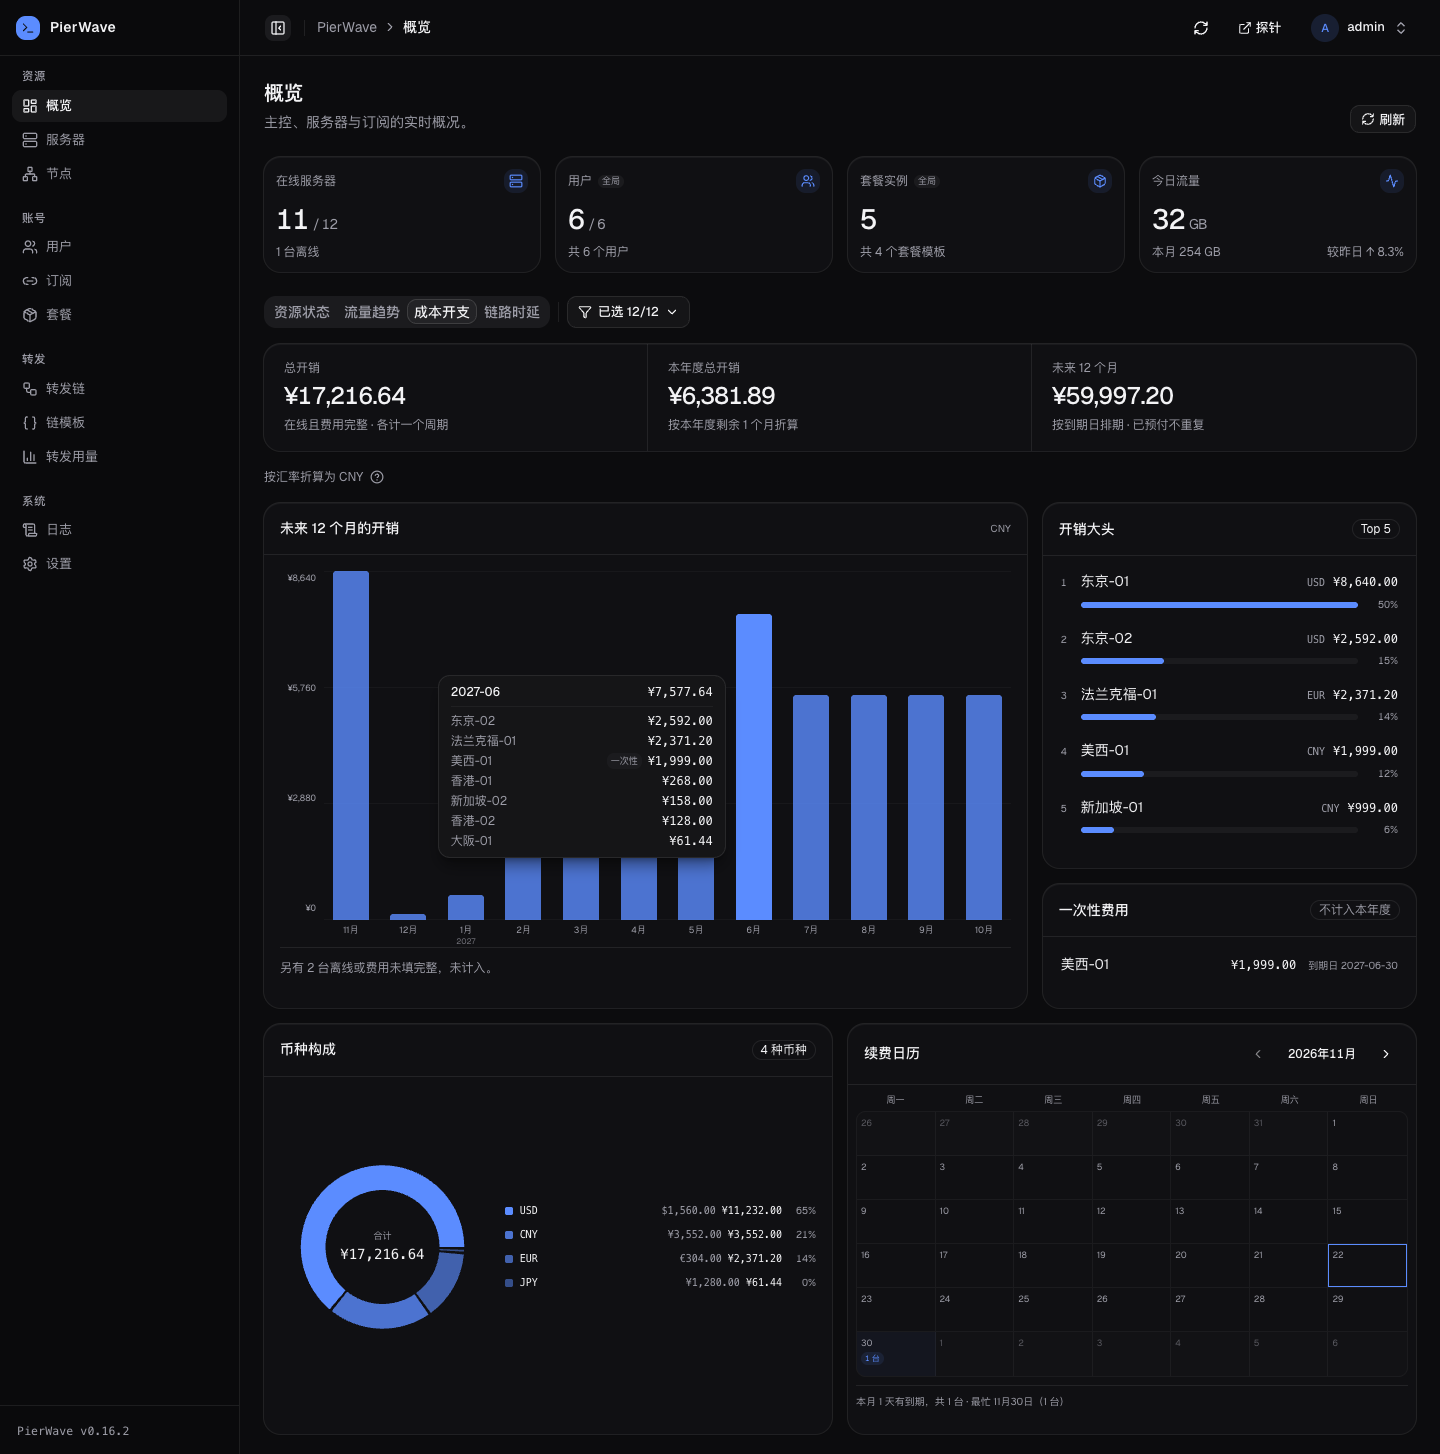 PierWave
PierWave > 概览
探针
A admin
资源
概览
服务器
节点
账号
用户
订阅
套餐
转发
转发链
链模板
转发用量
系统
日志
设置
PierWave v0.16.2
概览
主控、服务器与订阅的实时概况。
刷新
在线服务器
11 / 12
1 台离线
用户 全局
6 / 6
共 6 个用户
套餐实例 全局
5
共 4 个套餐模板
今日流量
32 GB
本月 254 GB 较昨日 ↑ 8.3%
资源状态 流量趋势 成本开支 链路时延 已选 12/12
总开销
¥17,216.64
在线且费用完整 · 各计一个周期
本年度总开销
¥6,381.89
按本年度剩余 1 个月折算
未来 12 个月
¥59,997.20
按到期日排期 · 已预付不重复
按汇率折算为 CNY
未来 12 个月的开销 CNY
¥8,640
¥5,760
¥2,880
¥0
2027-06 ¥7,577.64
东京-02 ¥2,592.00
法兰克福-01 ¥2,371.20
美西-01 一次性 ¥1,999.00
香港-01 ¥268.00
新加坡-02 ¥158.00
香港-02 ¥128.00
大阪-01 ¥61.44
11月 12月 1月 2月 3月 4月 5月 6月 7月 8月 9月 10月
2027
另有 2 台离线或费用未填完整，未计入。
开销大头 Top 5
1 东京-01 USD ¥8,640.00
50%
2 东京-02 USD ¥2,592.00
15%
3 法兰克福-01 EUR ¥2,371.20
14%
4 美西-01 CNY ¥1,999.00
12%
5 新加坡-01 CNY ¥999.00
6%
一次性费用 不计入本年度
美西-01 ¥1,999.00 到期日 2027-06-30
币种构成 4 种币种
合计
¥17,216.64
USD $1,560.00 ¥11,232.00 65%
CNY ¥3,552.00 ¥3,552.00 21%
EUR €304.00 ¥2,371.20 14%
JPY ¥1,280.00 ¥61.44 0%
续费日历 2026年11月
周一 周二 周三 周四 周五 周六 周日
26 27 28 29 30 31 1
2 3 4 5 6 7 8
9 10 11 12 13 14 15
16 17 18 19 20 21 22
23 24 25 26 27 28 29
30 1 2 3 4 5 6
1 台
本月 1 天有到期，共 1 台 · 最忙 11月30日（1 台）